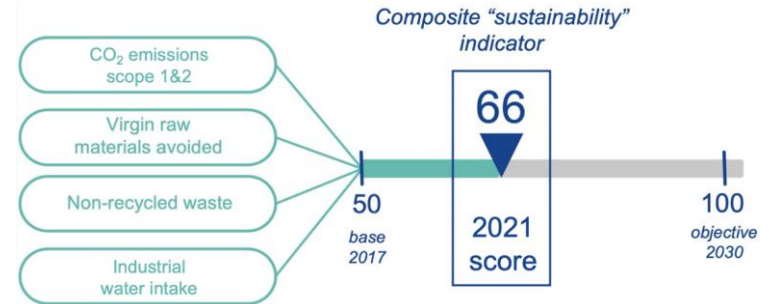 Composite “sustainability”
indicator
CO₂ emissions
scope 1&2
Virgin raw
materials avoided
Non-recycled waste
Industrial
water intake
66
50
base
2017
2021
score
100
objective
2030